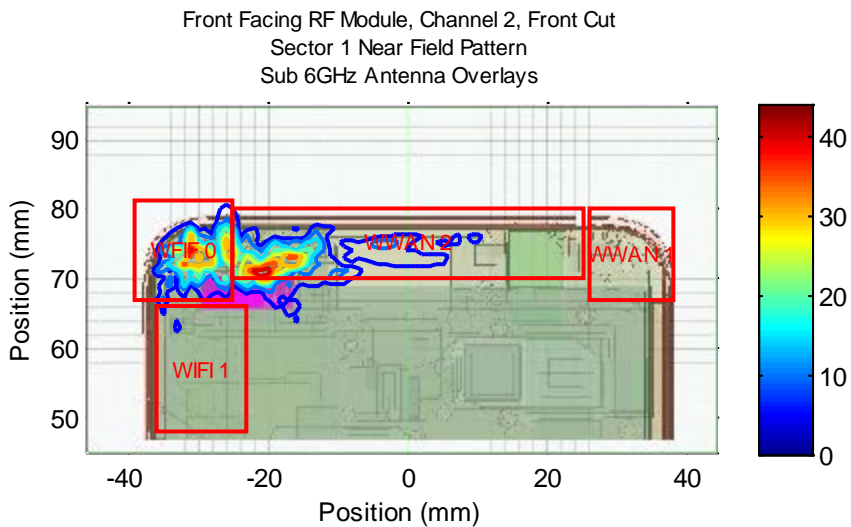 Front Facing RF Module, Channel 2, Front Cut
Sector 1 Near Field Pattern
Sub 6GHz Antenna Overlays
90
80
70
60
50
Position (mm)
WFIF 0
WWAN 2
WWAN 1
WIFI 1
-40
-20
0
20
40
Position (mm)
40
30
20
10
0